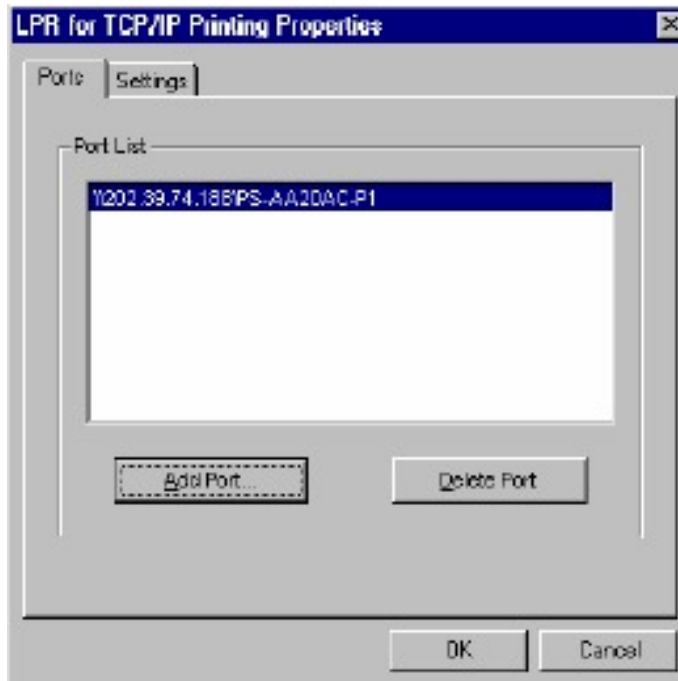 LPR for TCP/IP Printing Properties
Ports
Settings
Port List
\\202.39.74.186\PS-AA2DAC-P1
Add Port...
Delete Port
OK
Cancel